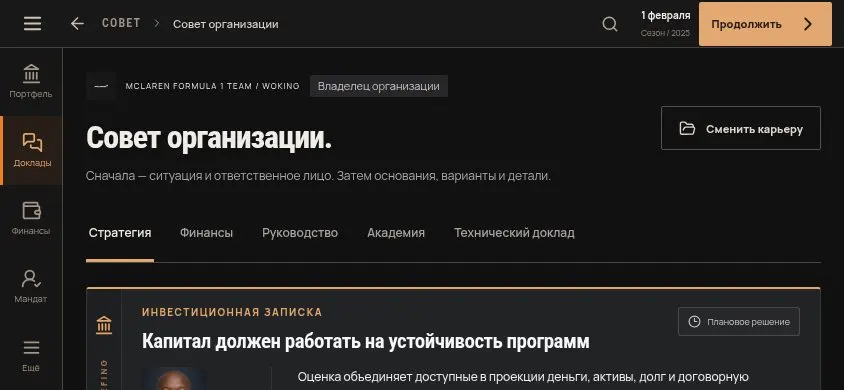 СОВЕТ > Совет организации
1 февраля
Сезон / 2025
Продолжить
Портфель
Доклады
Финансы
Мандат
Ещё
MCLAREN FORMULA 1 TEAM / WOKING
Владелец организации
Совет организации.
Сменить карьеру
Сначала — ситуация и ответственное лицо. Затем основания, варианты и детали.
Стратегия
Финансы
Руководство
Академия
Технический доклад
ИНВЕСТИЦИОННАЯ ЗАПИСКА
Плановое решение
Капитал должен работать на устойчивость программ
Оценка объединяет доступные в проекции деньги, активы, долг и договорную